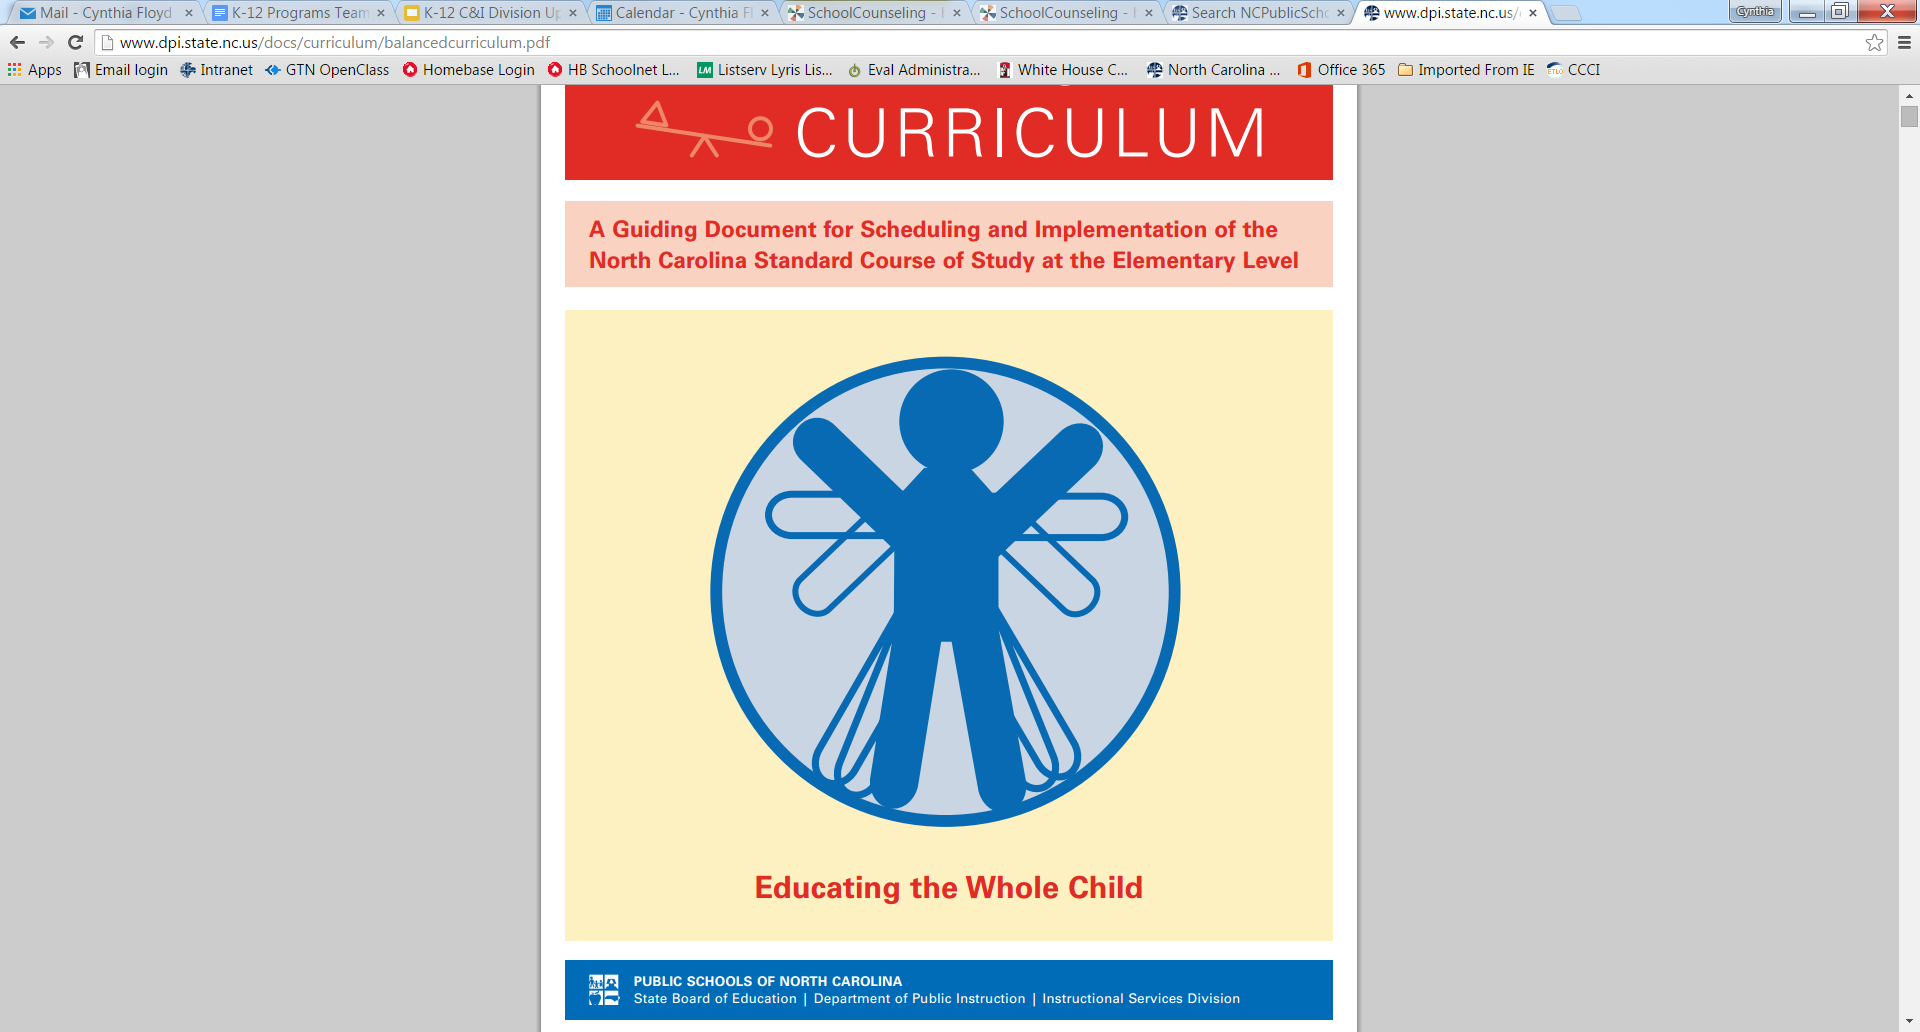 Mail - Cynthia Floyd
K-12 Programs Team
K-12 C&I Division Up
Calendar - Cynthia Fl
SchoolCounseling -
SchoolCounseling -
Search NCPublicScho
www.dpi.state.nc.us/
Cynthia
www.dpi.state.nc.us/docs/curriculum/balancedcurriculum.pdf
Apps
Email login
Intranet
GTN OpenClass
Homebase Login
HB Schoolnet L...
LM
Listserv Lyris Lis...
Eval Administra...
White House C...
North Carolina ...
Office 365
Imported From IE
CCCI
CURRICULUM
A Guiding Document for Scheduling and Implementation of the
North Carolina Standard Course of Study at the Elementary Level
Educating the Whole Child
PUBLIC SCHOOLS OF NORTH CAROLINA
State Board of Education | Department of Public Instruction | Instructional Services Division